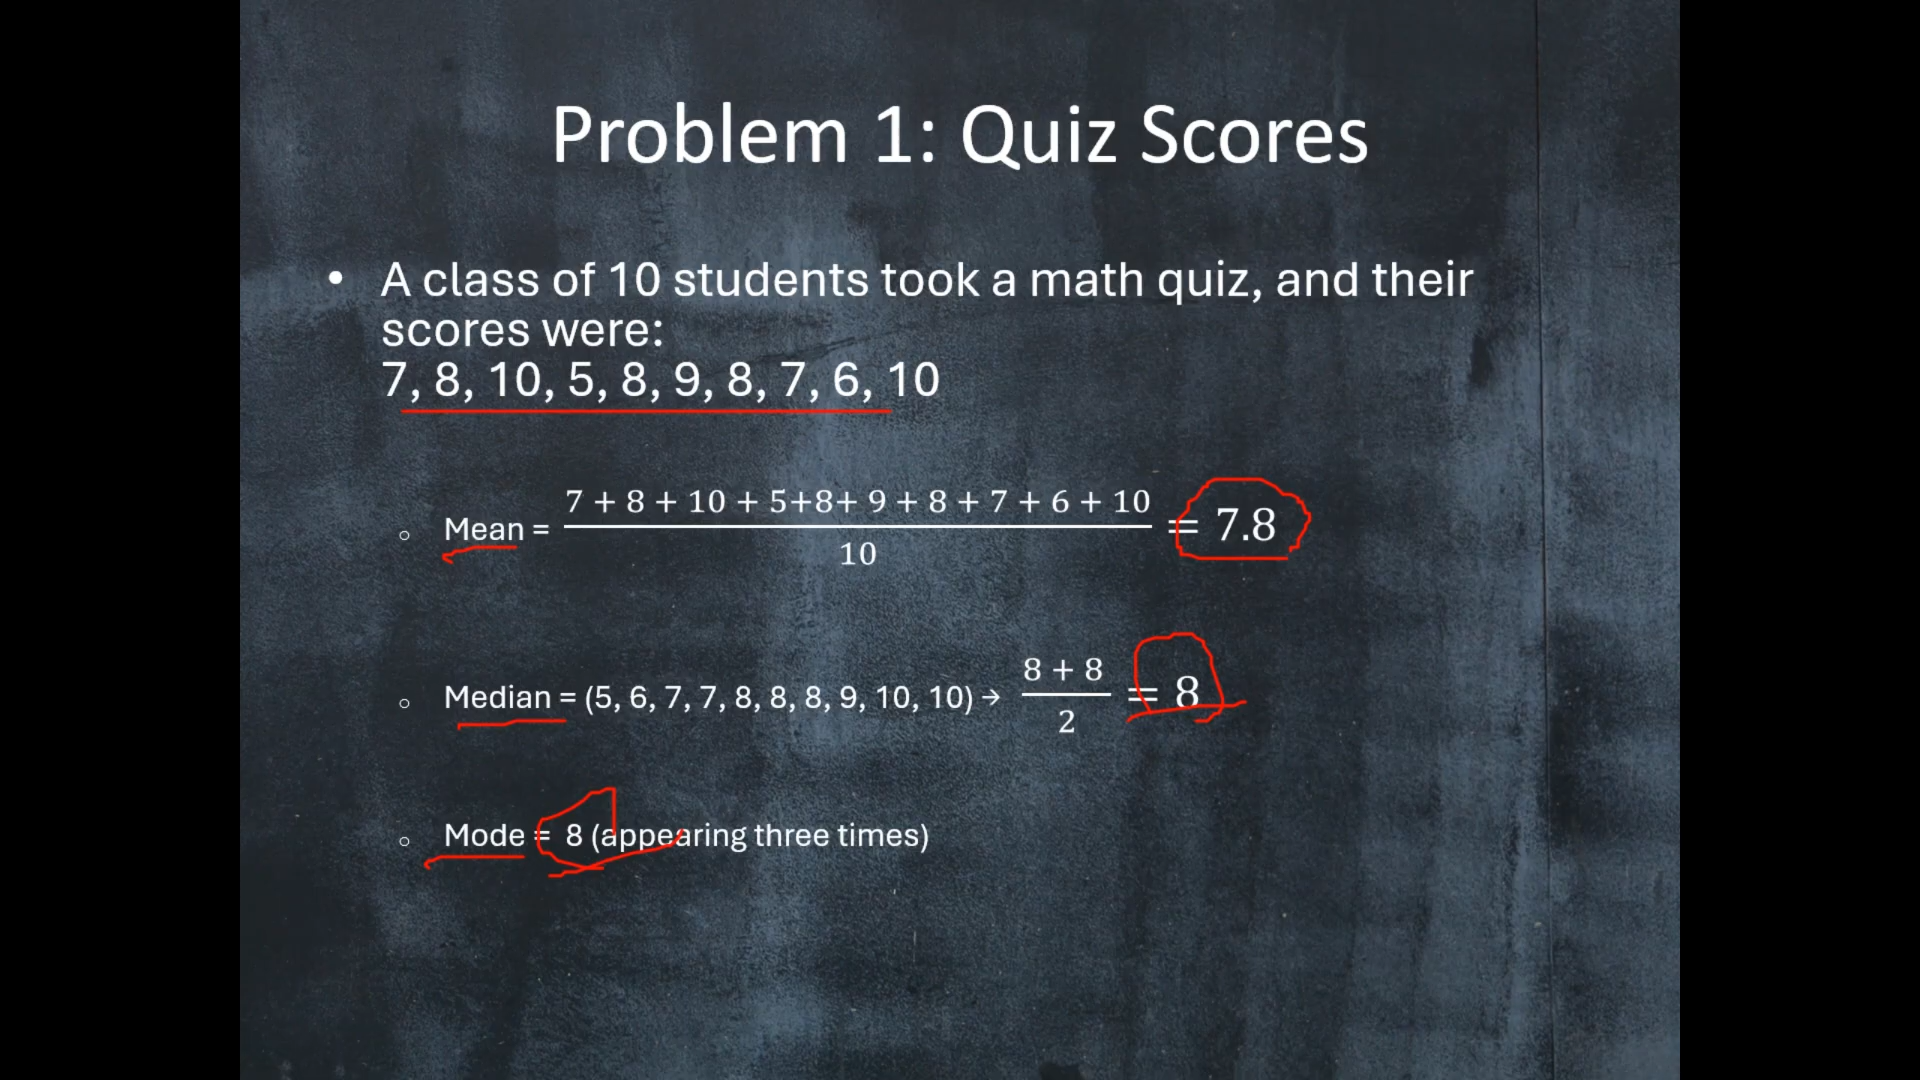 Problem 1: Quiz Scores
• A class of 10 students took a math quiz, and their
scores were:
7, 8, 10, 5, 8, 9, 8, 7, 6, 10
○ Mean = (7 + 8 + 10 + 5+8+ 9 + 8 + 7 + 6 + 10)/10 = 7.8
○ Median = (5, 6, 7, 7, 8, 8, 8, 9, 10, 10) → (8 + 8)/2 = 8
○ Mode = 8 (appearing three times)